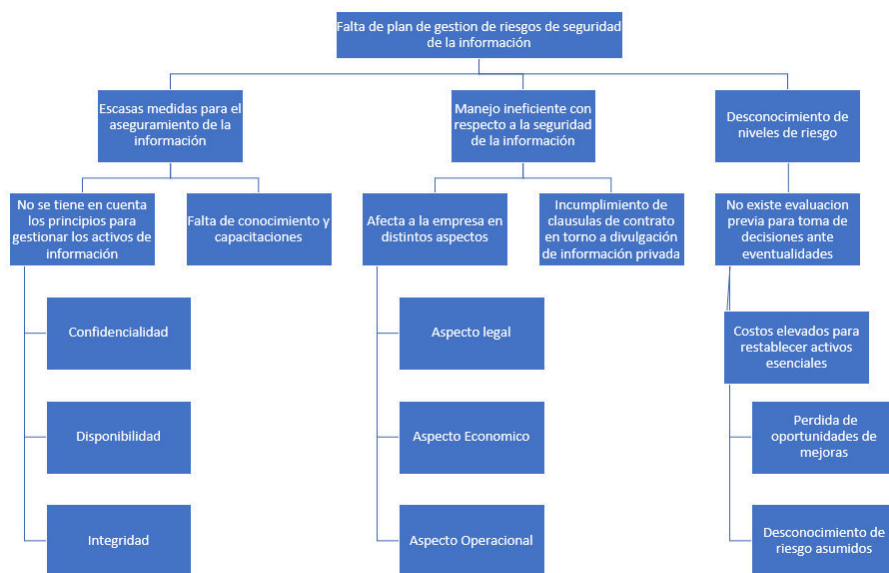 Falta de plan de gestion de riesgos de seguridad
de la información
Escasas medidas para el
aseguramiento de la
información
Manejo ineficiente con
respecto a la seguridad
de la información
Desconocimiento de
niveles de riesgo
No se tiene en cuenta
los principios para
gestionar los activos de
información
Falta de conocimiento y
capacitaciones
Afecta a la empresa en
distintos aspectos
Incumplimiento de
clausulas de contrato
en torno a divulgación
de información privada
No existe evaluacion
previa para toma de
decisiones ante
eventualidades
Confidencialidad
Aspecto legal
Costos elevados para
restablecer activos
esenciales
Disponibilidad
Aspecto Economico
Perdida de
oportunidades de
mejoras
Integridad
Aspecto Operacional
Desconocimiento de
riesgo asumidos